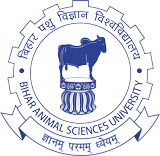 बिहार पशु विज्ञान विश्वविद्यालय
BIHAR ANIMAL SCIENCES UNIVERSITY
ज्ञानम् परमम् ध्येयम्